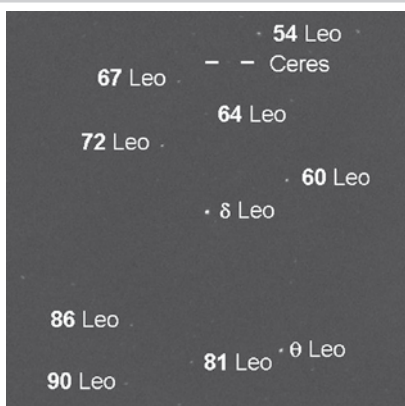 54 Leo
Ceres
67 Leo
64 Leo
72 Leo
60 Leo
δ Leo
86 Leo
θ Leo
81 Leo
90 Leo